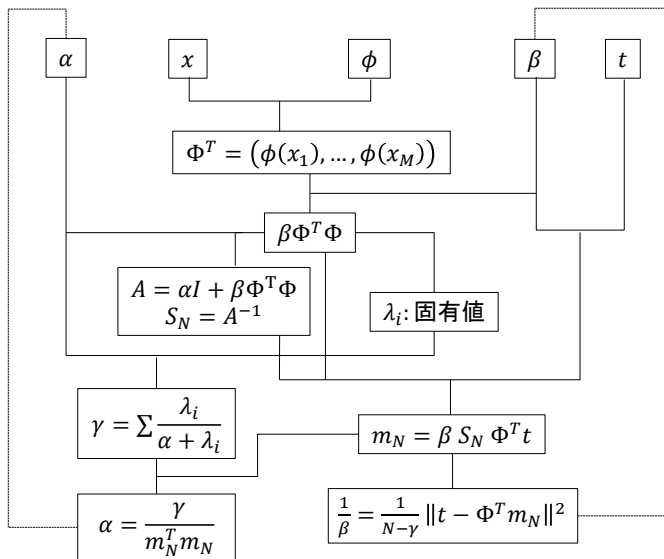 α
x
ϕ
β
t
Φ^T = (ϕ(x_1), … , ϕ(x_M))
βΦ^TΦ
A = αI + βΦ^TΦ
S_N = A^{-1}
λ_i: 固有値
γ = ∑ λ_i / (α + λ_i)
m_N = β S_N Φ^T t
α = γ / (m_N^T m_N)
1/β = 1/(N−γ) ‖t − Φ^T m_N‖^2